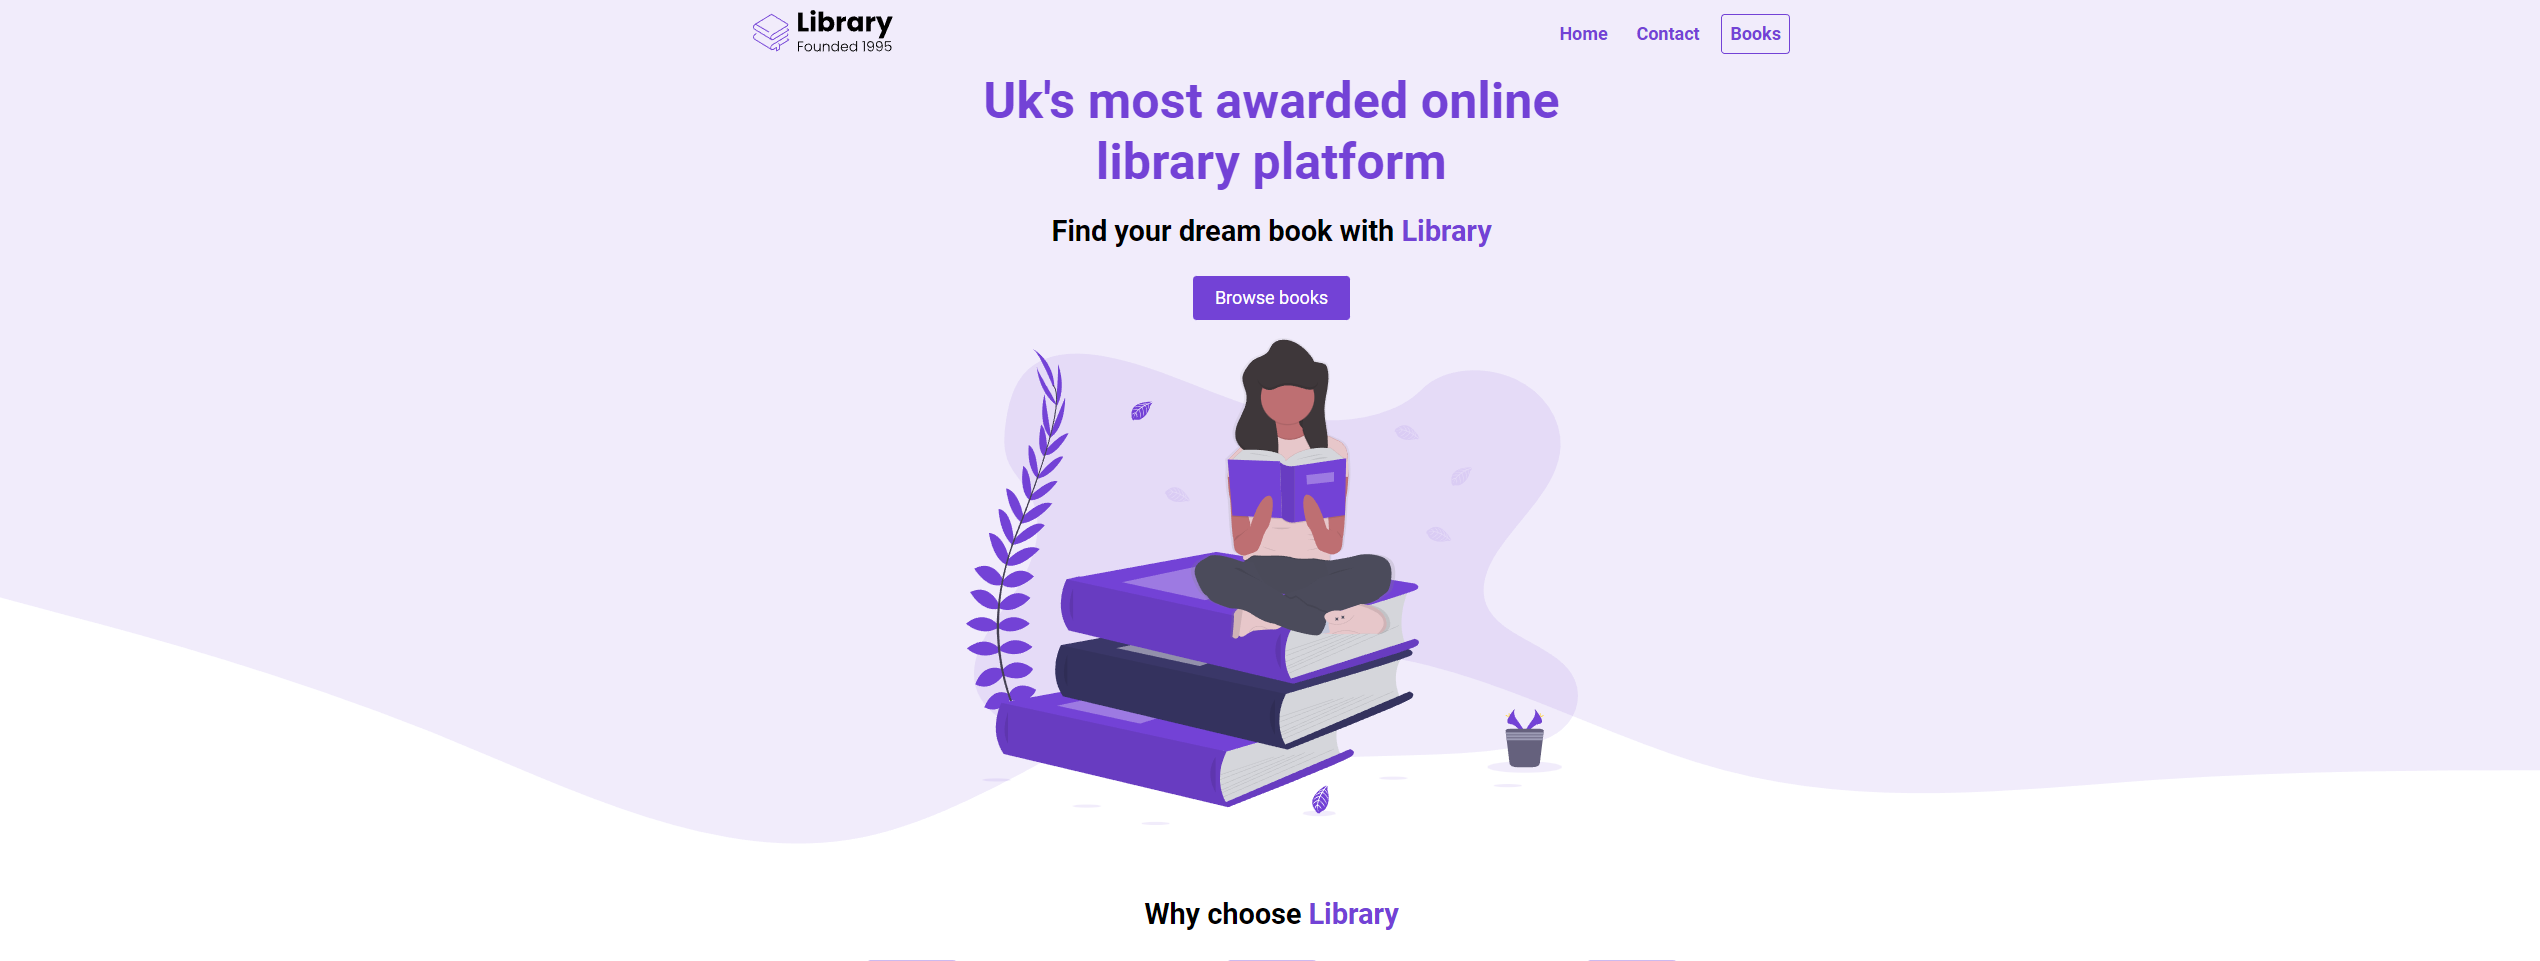 Library
Founded 1995
Home Contact Books
Uk's most awarded online
library platform
Find your dream book with Library
Browse books
Why choose Library